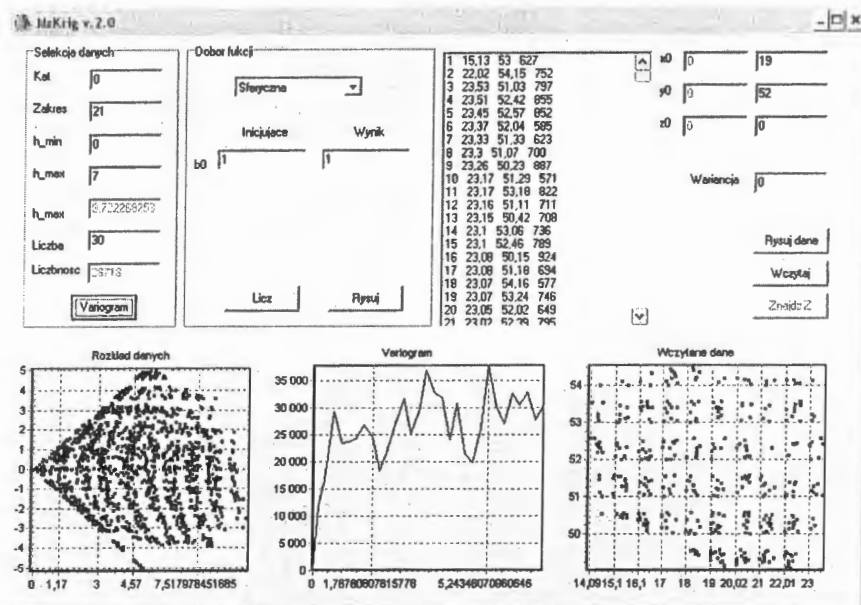 MzKrig v. 2.0
Selekcja danych
Kat 0
Zakres 21
h_min 0
h_max 7
h_max
Liczba 30
Liczbnosc
Variogram
Dobor fukcji
Sferyczna
Inicjujace Wynik
b0 1 1
Licz Rysuj
1 15,13 53 627
2 22,02 54,15 752
3 23,53 51,03 797
4 23,51 52,42 855
5 23,45 52,57 852
6 23,37 52,04 585
7 23,33 51,33 623
8 23,3 51,07 700
9 23,26 50,23 887
10 23,17 51,29 571
11 23,17 53,18 822
12 23,16 51,11 711
13 23,15 50,42 708
14 23,1 53,06 736
15 23,1 52,46 789
16 23,08 50,15 924
17 23,08 51,18 694
18 23,07 54,16 577
19 23,07 53,24 746
20 23,05 52,02 649
21 23,02 52,39 795
x0 0 19
y0 0 52
z0 0 0
Wariancja 0
Rysuj dane
Wczytaj
Znajdz Z
Rozklad danych
5
4
3
2
1
0
-1
-2
-3
-4
-5
0 1,17 3 4,57 7,517978451685
Variogram
35 000
30 000
25 000
20 000
15 000
10 000
5 000
0
0 1,78780807815778 5,24346070860646
Wczytane dane
54
53
52
51
50
14,09 15,1 16,1 17 18 19 20,02 21 22,01 23